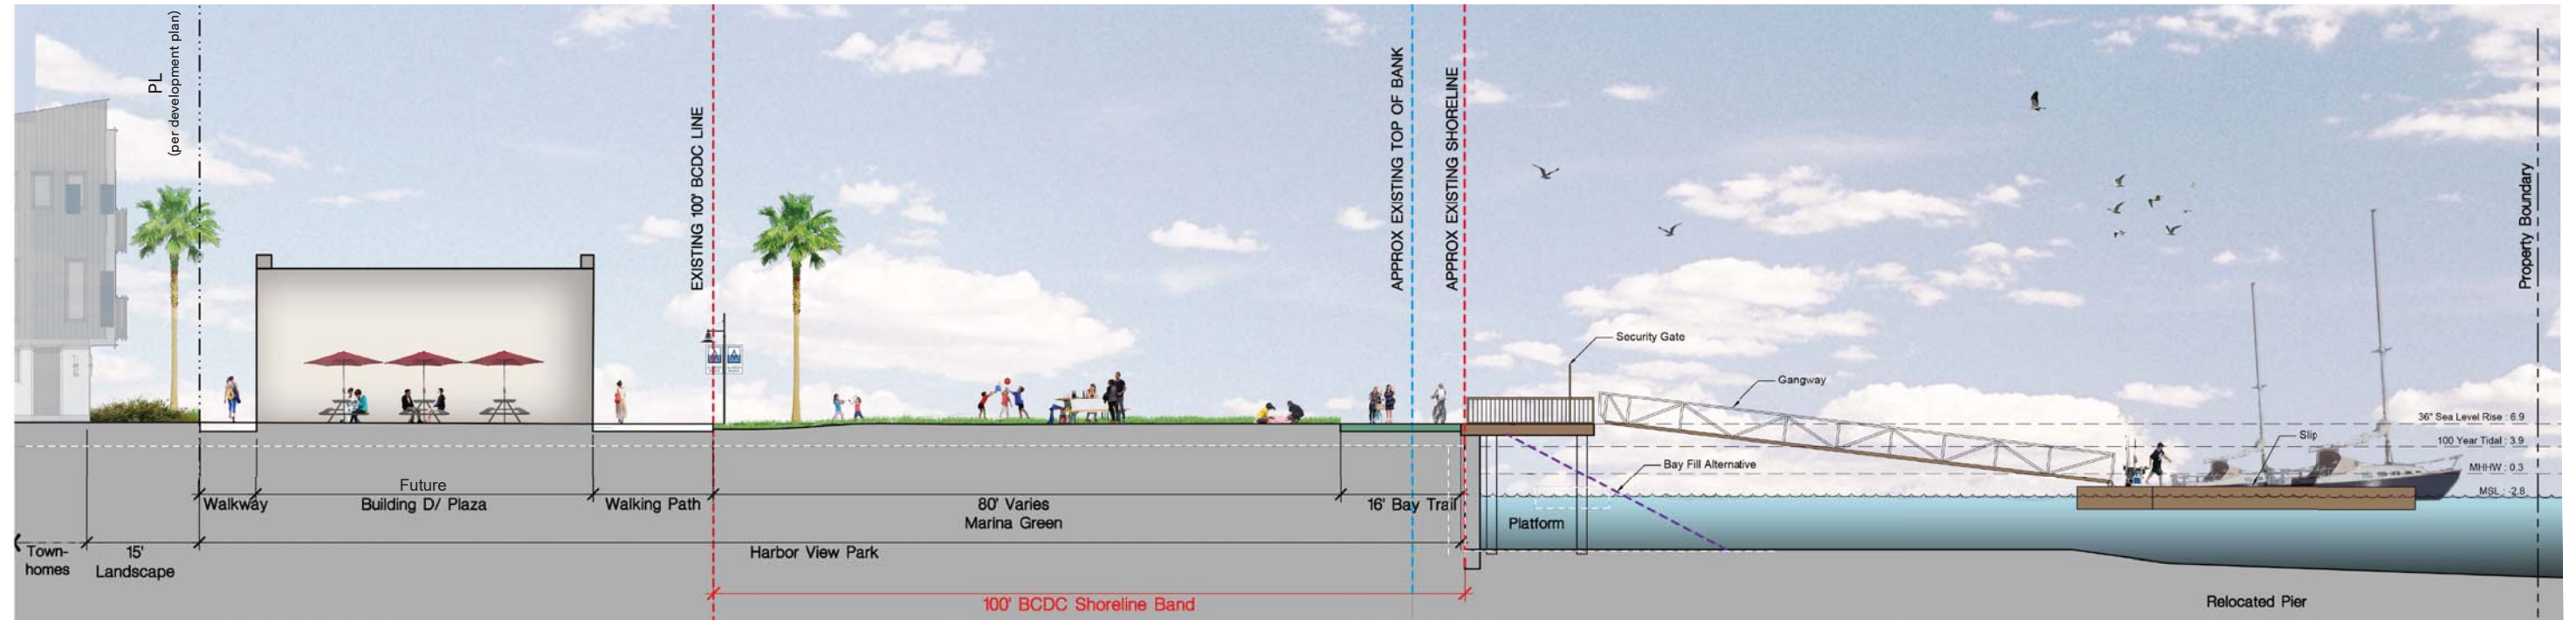 PL
(per development plan)
EXISTING 100' BCDC LINE
APPROX EXISTING TOP OF BANK
APPROX EXISTING SHORELINE
Property Boundary
Security Gate
Gangway
36" Sea Level Rise : 6.9
Slip
100 Year Tidal : 3.9
Bay Fill Alternative
MHHW : 0.3
MSL : -2.8
Future
Walkway
Building D/ Plaza
Walking Path
80' Varies
Marina Green
16' Bay Trail
Platform
Town-
homes
15'
Landscape
Harbor View Park
100' BCDC Shoreline Band
Relocated Pier